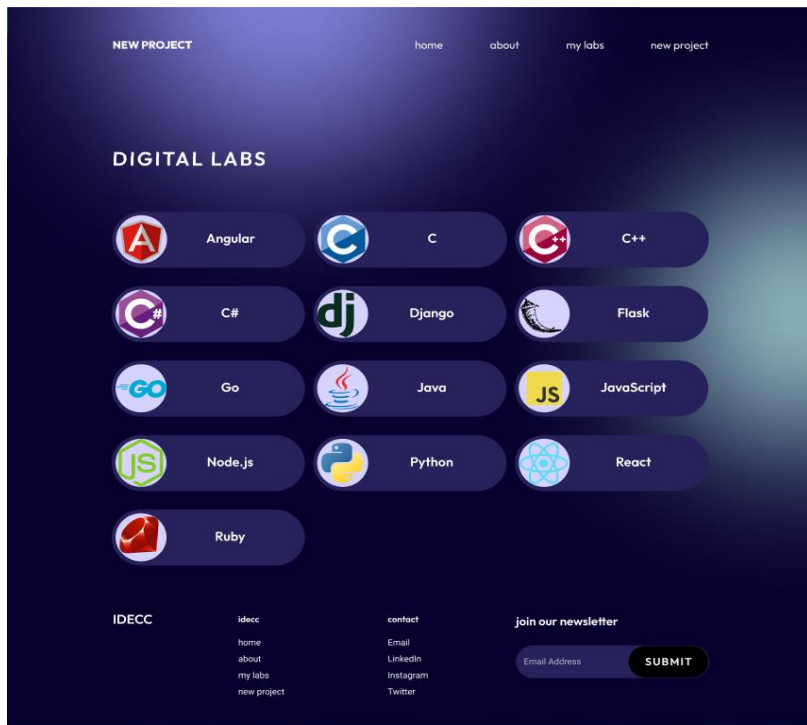 NEW PROJECT home about my labs new project
DIGITAL LABS
Angular C C++
C# Django Flask
Go Java JS JavaScript
JS Node.js Python React
Ruby
IDECC
idecc
home
about
my labs
new project
contact
Email
LinkedIn
Instagram
Twitter
join our newsletter
Email Address SUBMIT